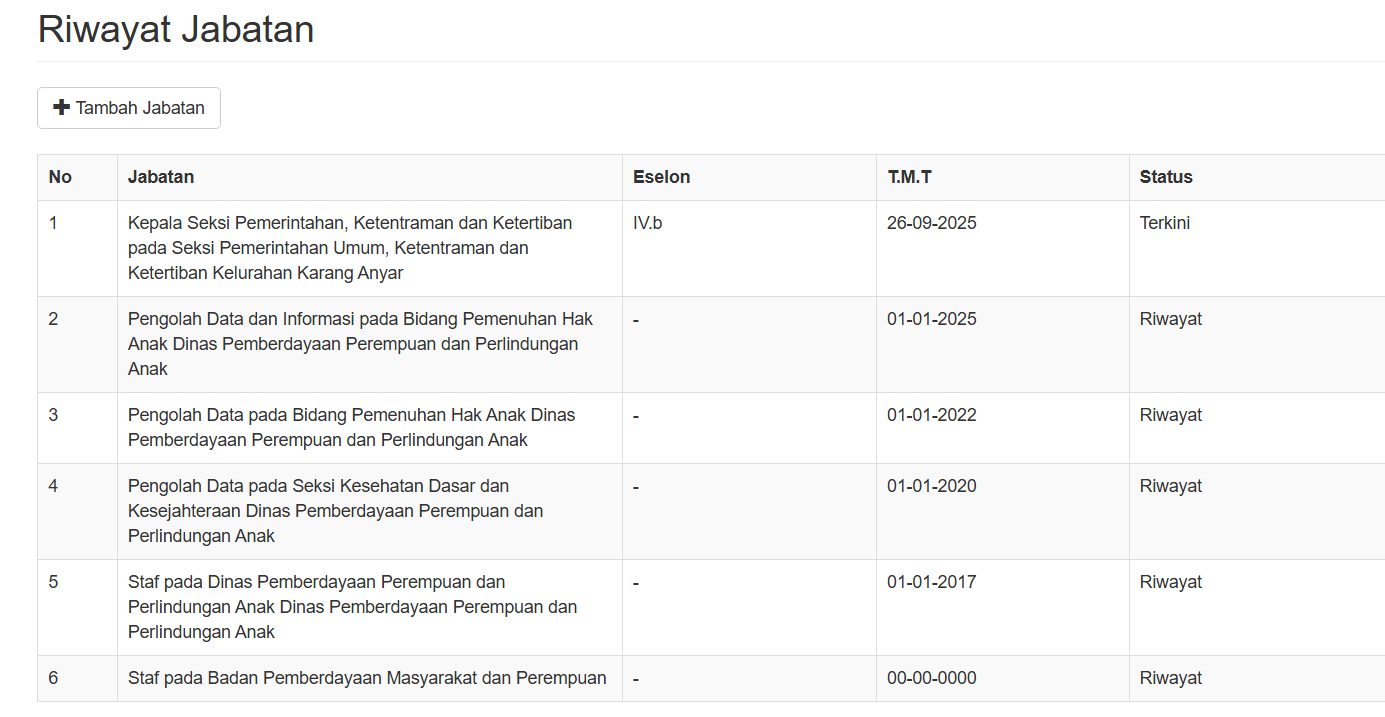 Riwayat Jabatan
Tambah Jabatan
No Jabatan Eselon T.M.T Status
1 Kepala Seksi Pemerintahan, Ketentraman dan Ketertiban IV.b 26-09-2025 Terkini
pada Seksi Pemerintahan Umum, Ketentraman dan
Ketertiban Kelurahan Karang Anyar
2 Pengolah Data dan Informasi pada Bidang Pemenuhan Hak - 01-01-2025 Riwayat
Anak Dinas Pemberdayaan Perempuan dan Perlindungan
Anak
3 Pengolah Data pada Bidang Pemenuhan Hak Anak Dinas - 01-01-2022 Riwayat
Pemberdayaan Perempuan dan Perlindungan Anak
4 Pengolah Data pada Seksi Kesehatan Dasar dan - 01-01-2020 Riwayat
Kesejahteraan Dinas Pemberdayaan Perempuan dan
Perlindungan Anak
5 Staf pada Dinas Pemberdayaan Perempuan dan - 01-01-2017 Riwayat
Perlindungan Anak Dinas Pemberdayaan Perempuan dan
Perlindungan Anak
6 Staf pada Badan Pemberdayaan Masyarakat dan Perempuan - 00-00-0000 Riwayat